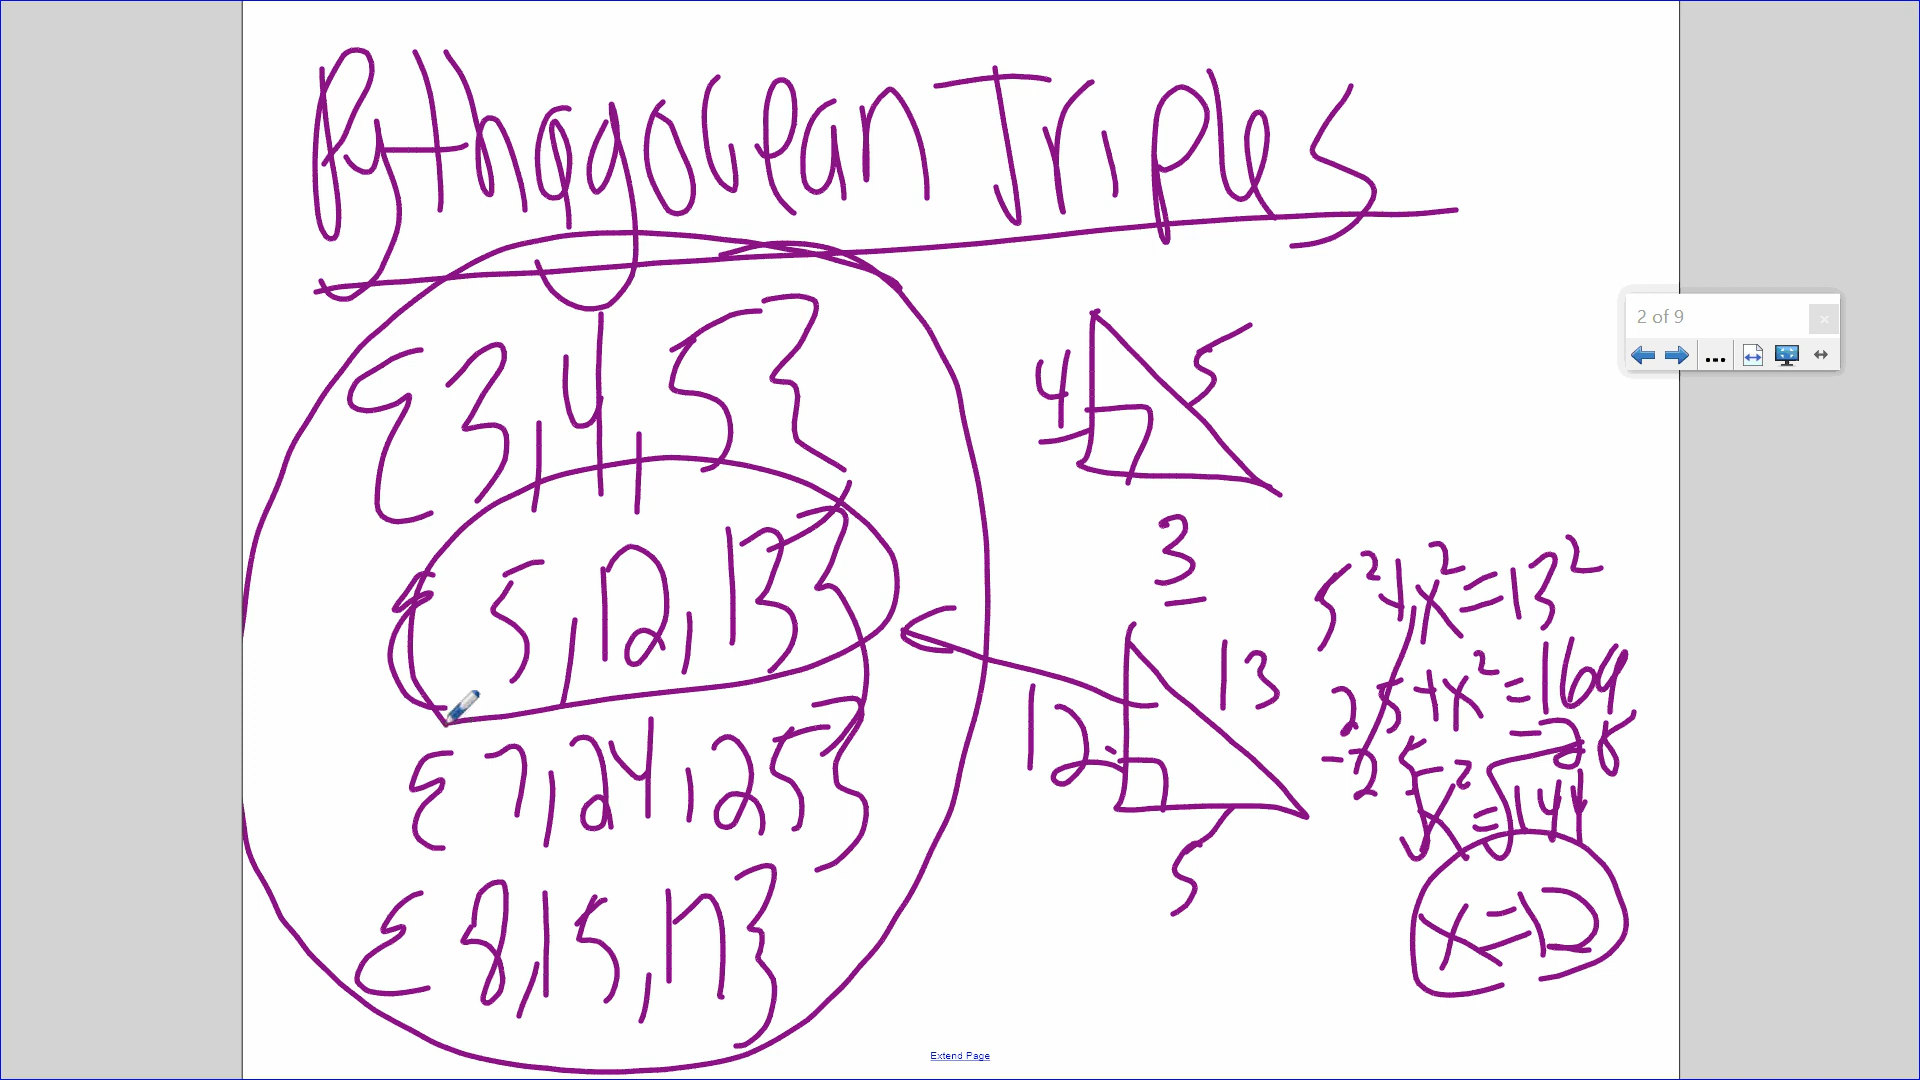 Pythagorean Triples
{3, 4, 5}
{5, 12, 13}
{7, 24, 25}
{8, 15, 17}
4
5
3
12
13
5
5² + x² = 13²
25 + x² = 169
-25
-25
√x² = √144
x = 12
2 of 9
Extend Page